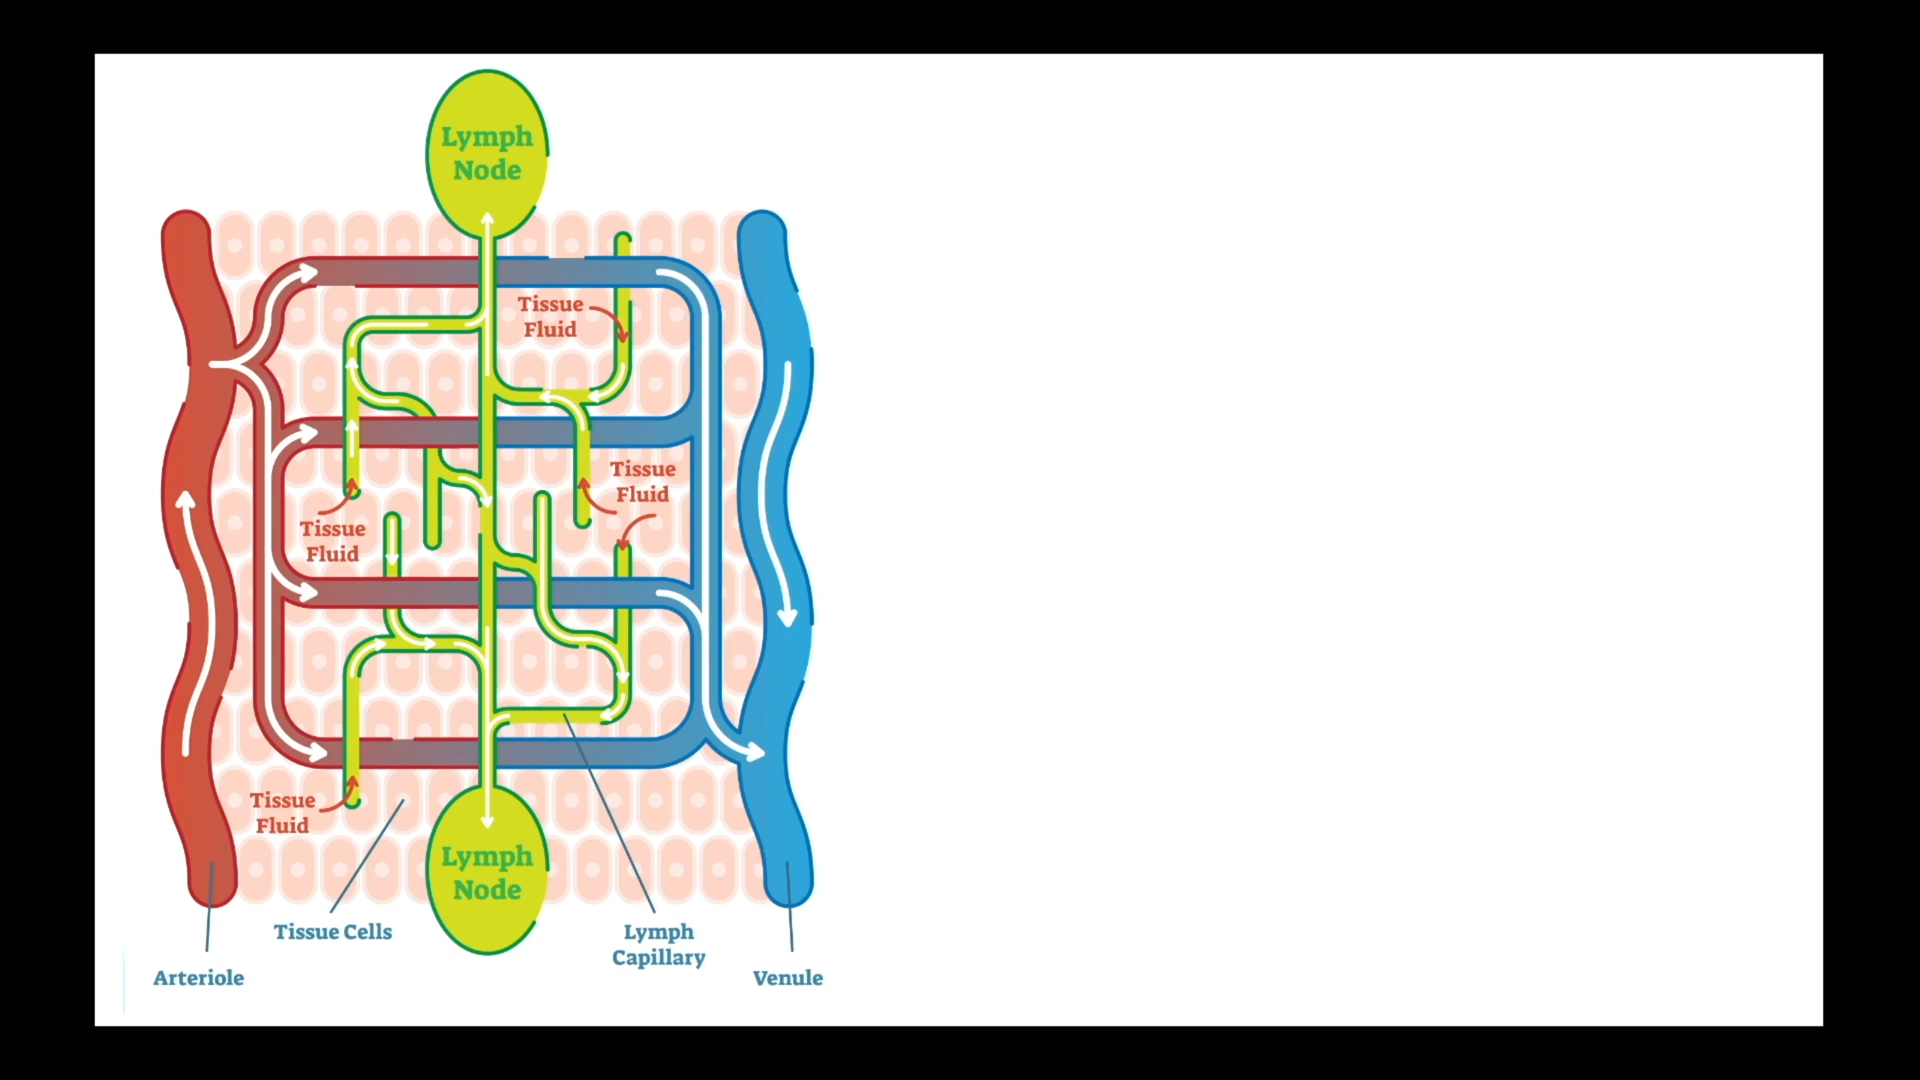 Lymph
Node
Tissue
Fluid
Tissue
Fluid
Tissue
Fluid
Tissue
Fluid
Lymph
Node
Tissue Cells
Lymph
Capillary
Arteriole
Venule